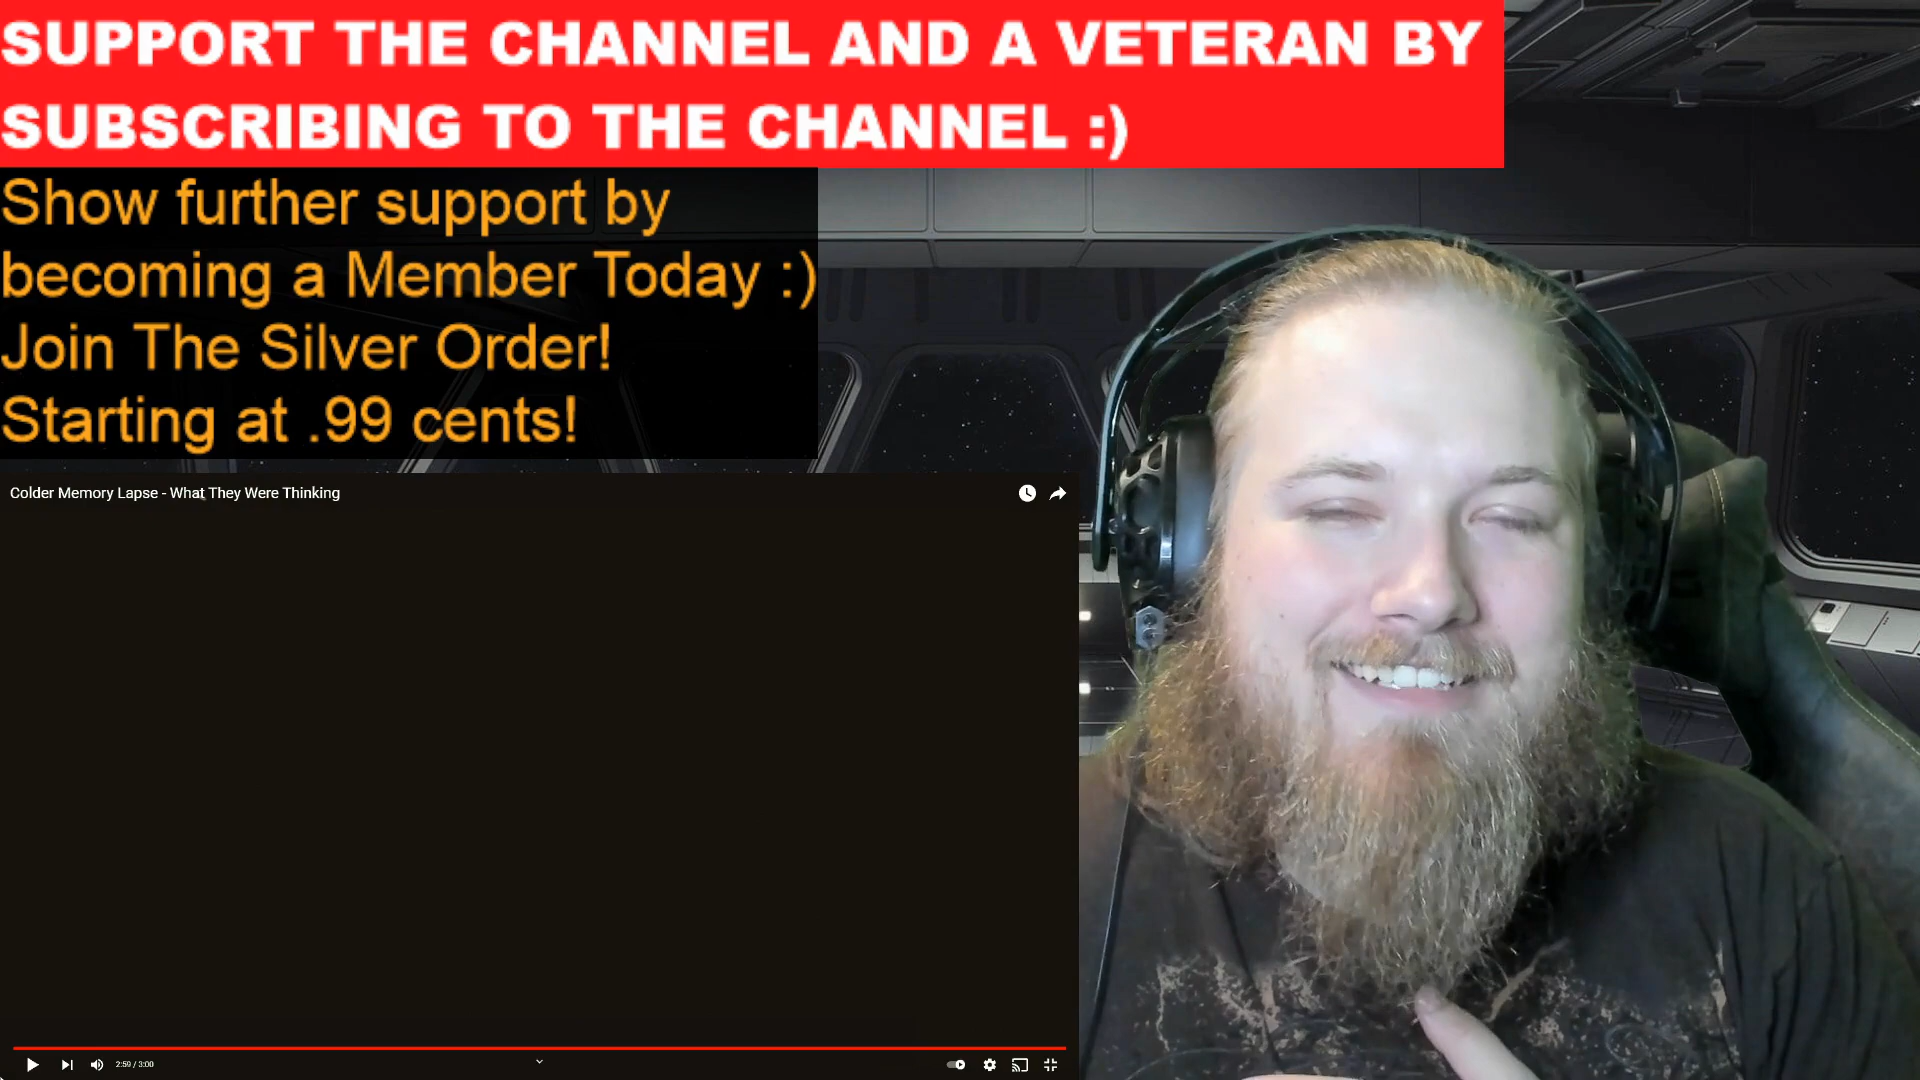 SUPPORT THE CHANNEL AND A VETERAN BY
SUBSCRIBING TO THE CHANNEL :)
Show further support by
becoming a Member Today :)
Join The Silver Order!
Starting at .99 cents!
Colder Memory Lapse - What They Were Thinking
2:59 / 3:00